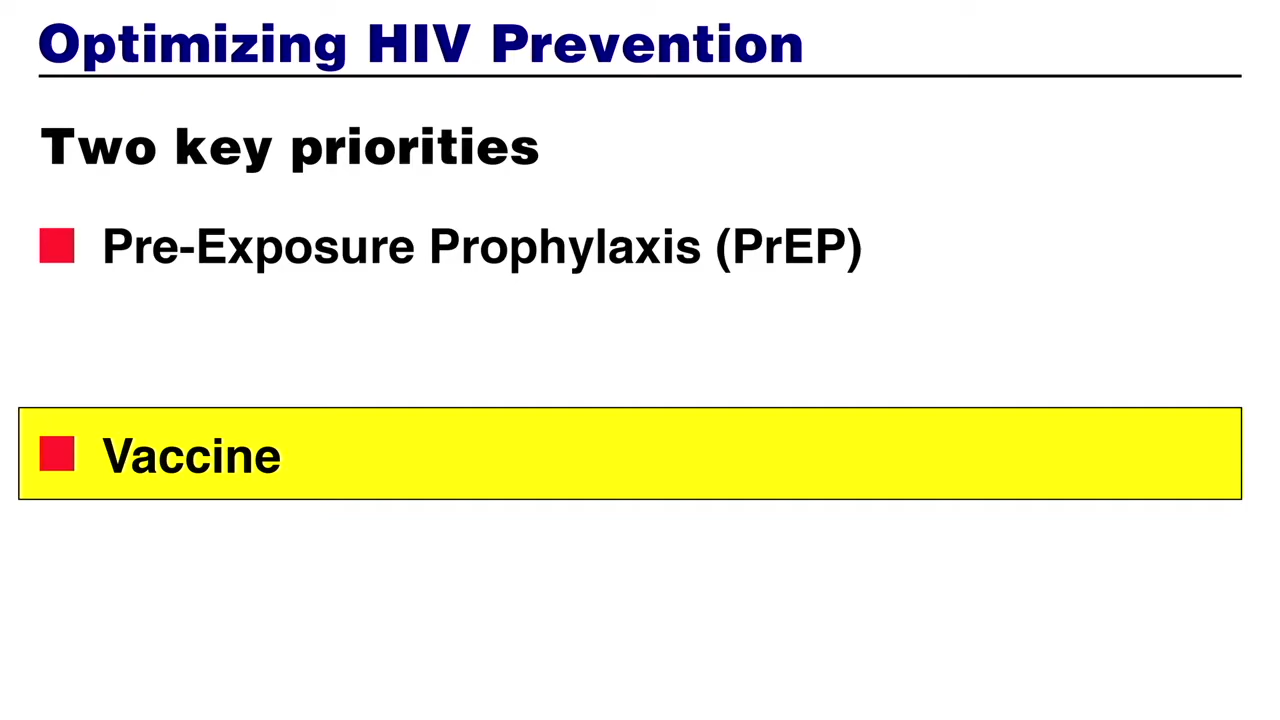 Optimizing HIV Prevention
Two key priorities
Pre-Exposure Prophylaxis (PrEP)
Vaccine